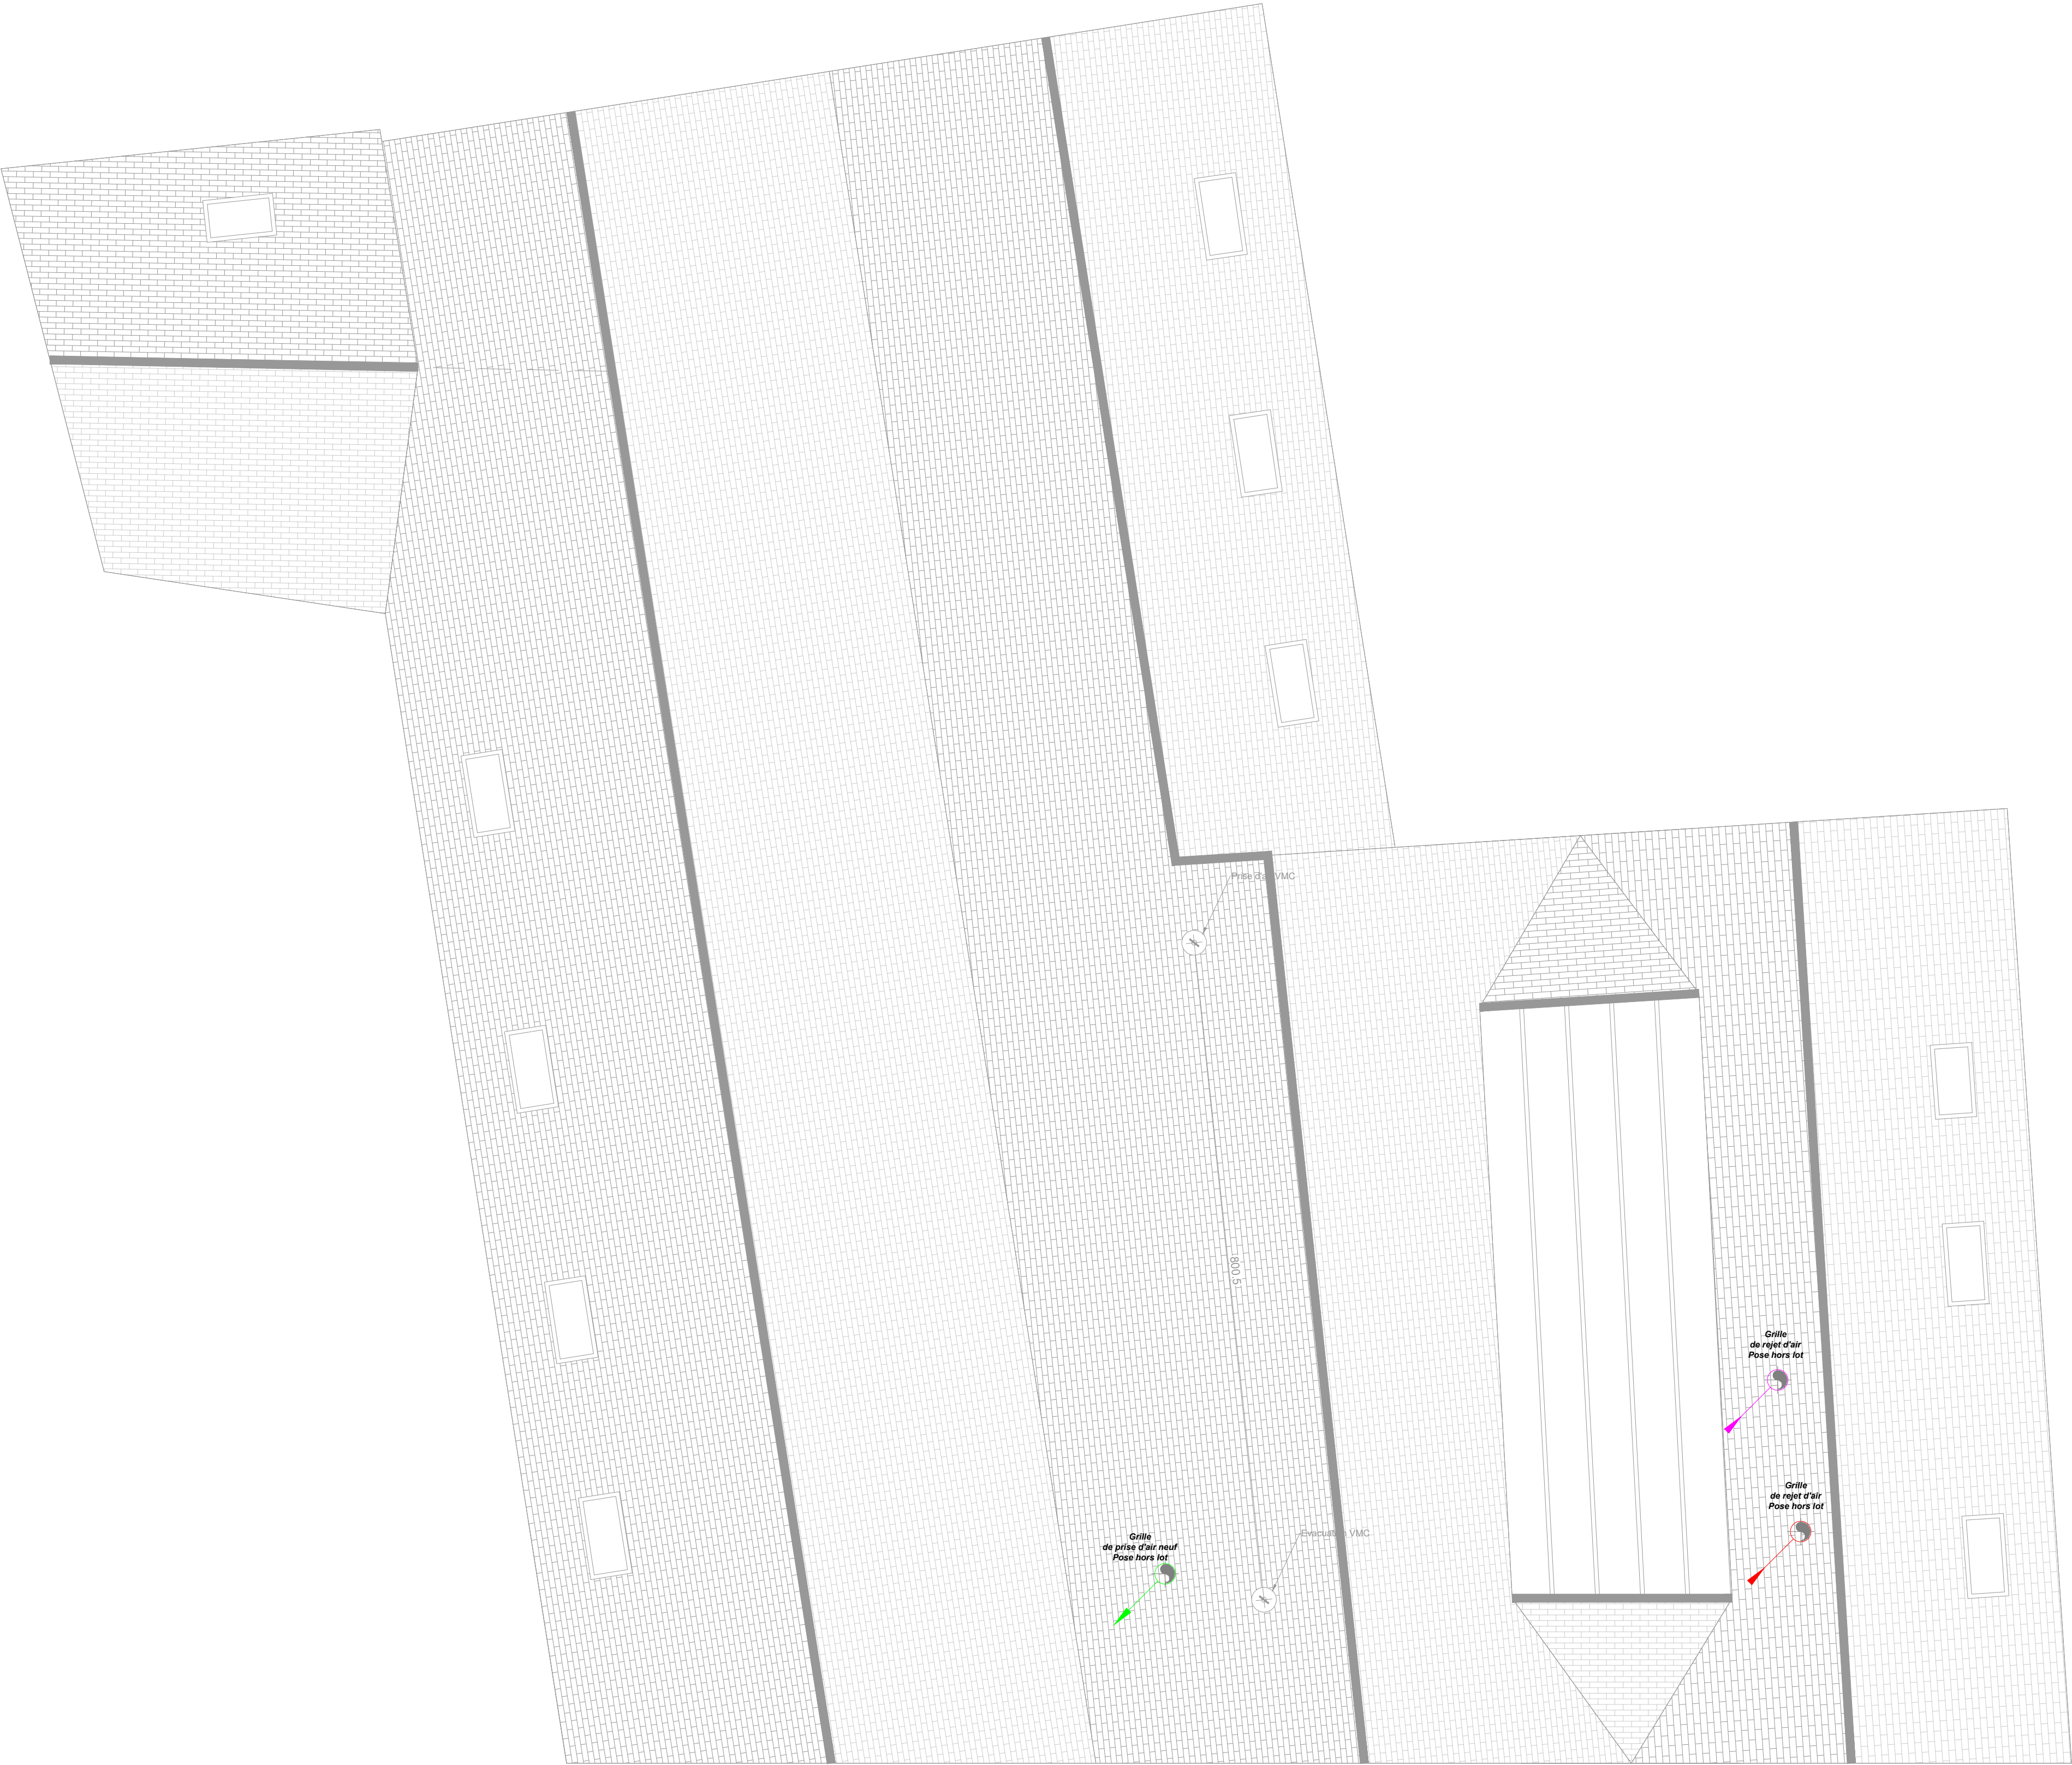 Prise d'air VMC
800.5
Grille
de rejet d'air
Pose hors lot
Grille
de rejet d'air
Pose hors lot
Grille
de prise d'air neuf
Pose hors lot
Evacuation VMC